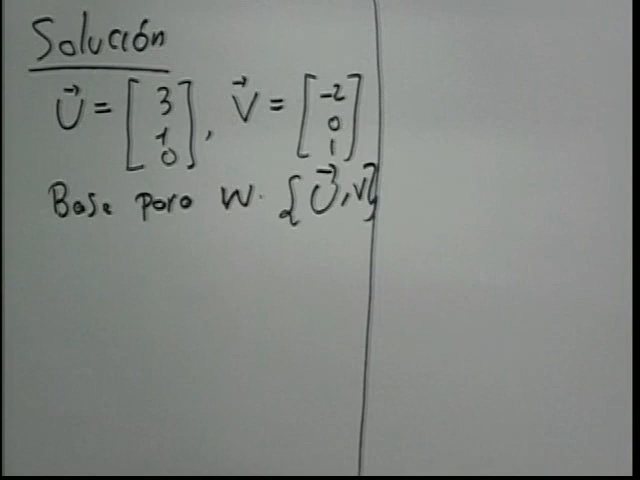 Solución
U⃗ = [3 1 0], V⃗ = [-2 0 1]
Base para W. {U⃗, V⃗}